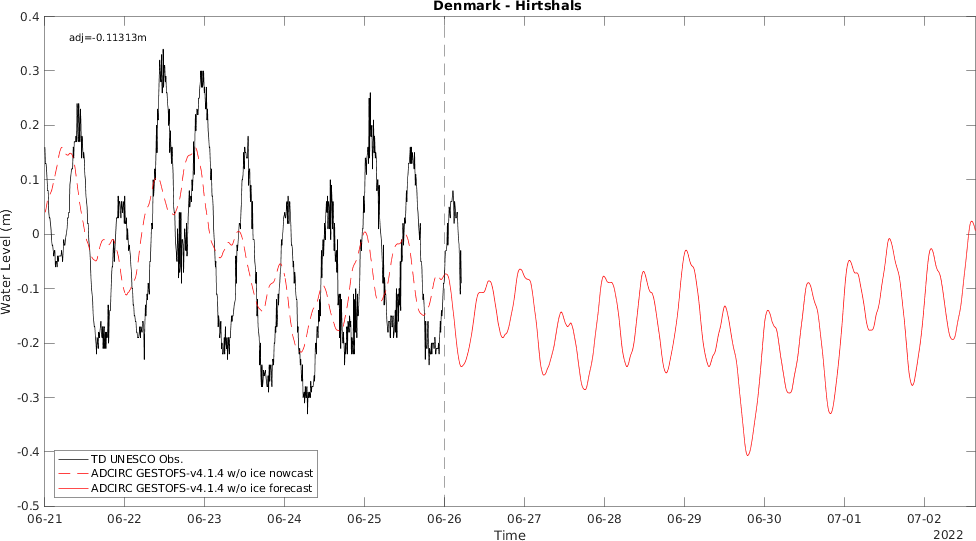 Denmark - Hirtshals
adj=-0.11313m
0.4
0.3
0.2
0.1
0
-0.1
-0.2
-0.3
-0.4
-0.5
Water Level (m)
TD UNESCO Obs.
ADCIRC GESTOFS-v4.1.4 w/o ice nowcast
ADCIRC GESTOFS-v4.1.4 w/o ice forecast
06-21 06-22 06-23 06-24 06-25 06-26 06-27 06-28 06-29 06-30 07-01 07-02
Time
2022